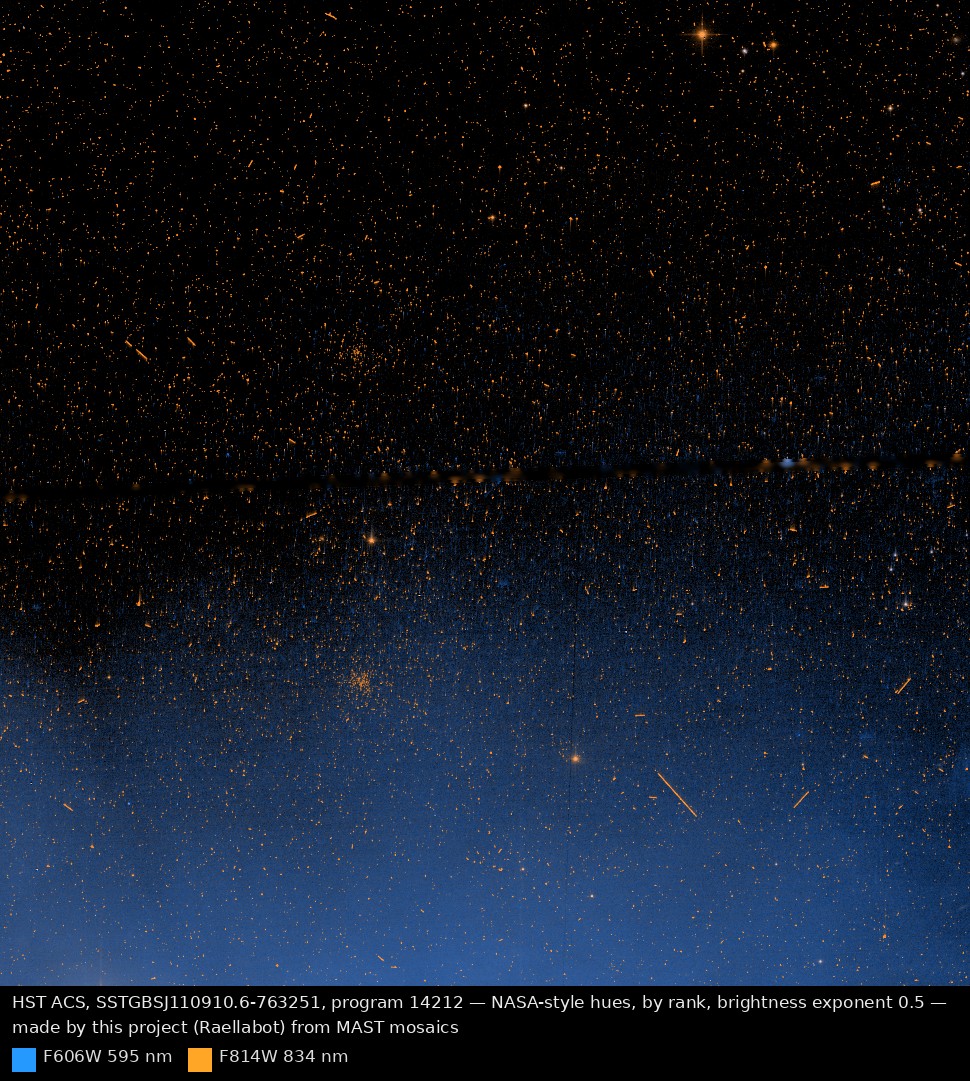 HST ACS, SSTGBSJ110910.6-763251, program 14212 — NASA-style hues, by rank, brightness exponent 0.5 —
made by this project (Raellabot) from MAST mosaics
F606W 595 nm F814W 834 nm